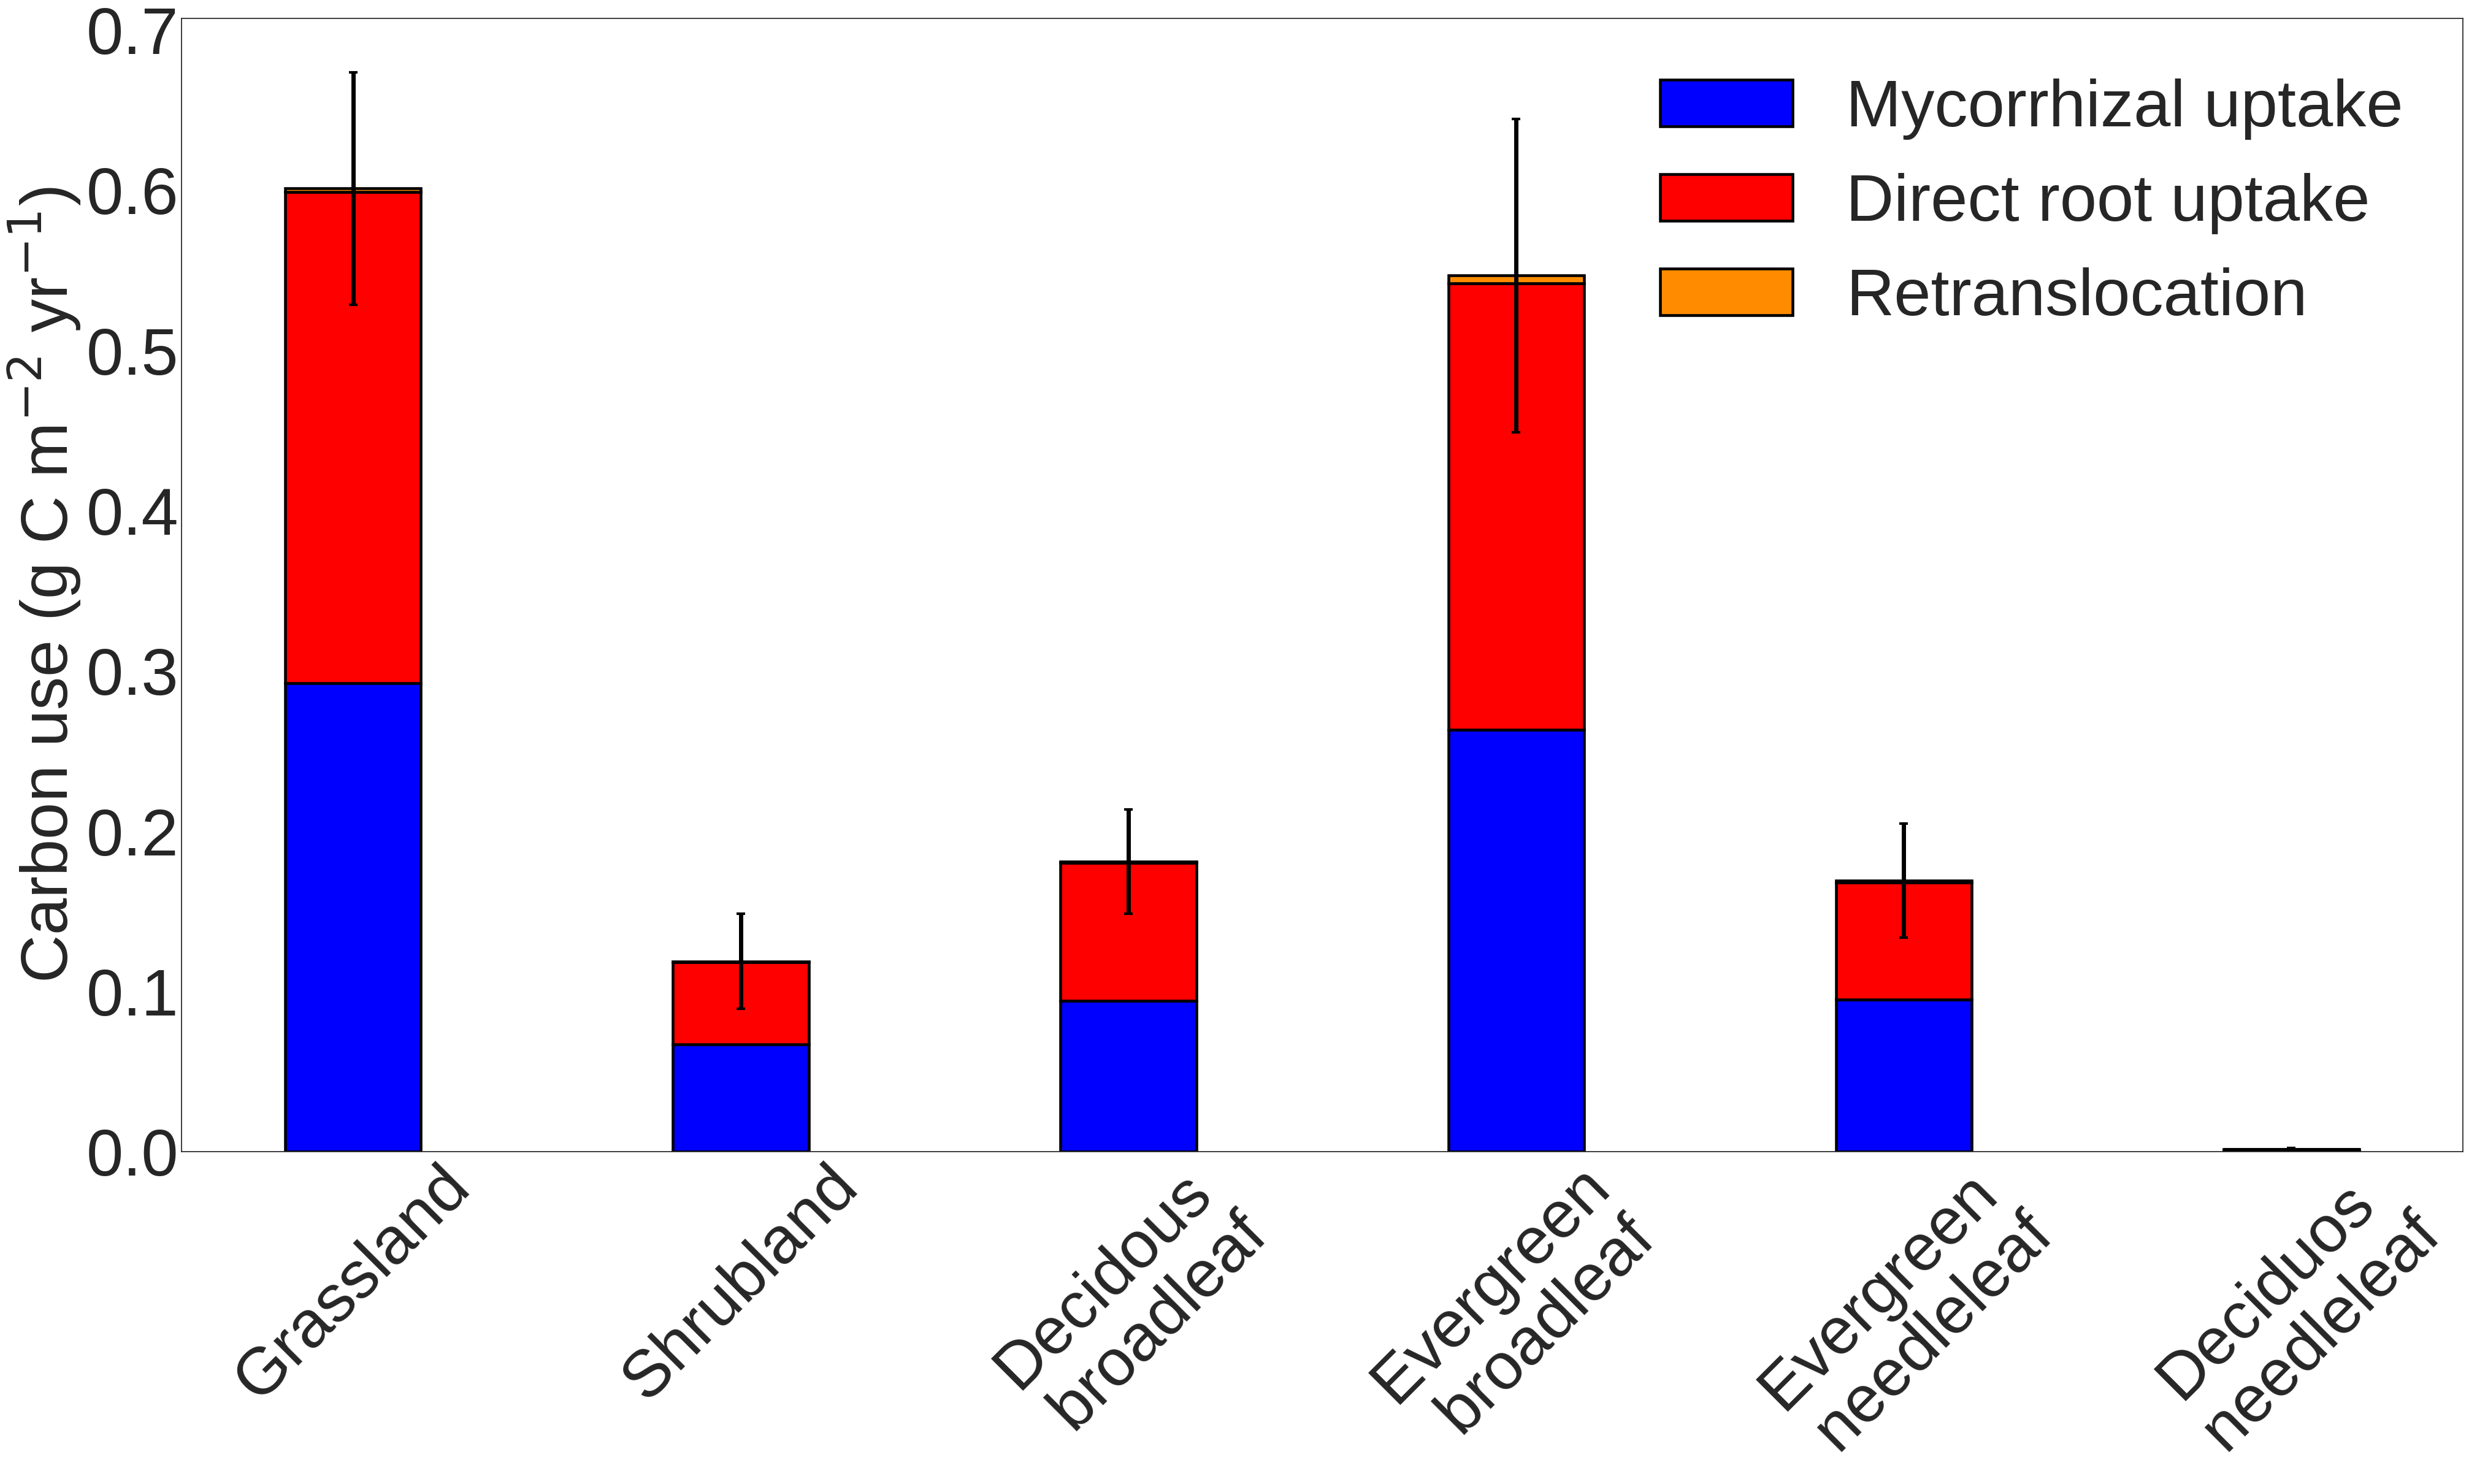 0.7
0.6
0.5
0.4
0.3
0.2
0.1
0.0
Carbon use (g C m⁻² yr⁻¹)
Mycorrhizal uptake
Direct root uptake
Retranslocation
Grassland
Shrubland
Decidous
broadleaf
Evergreen
broadleaf
Evergreen
needleleaf
Deciduos
needleleaf